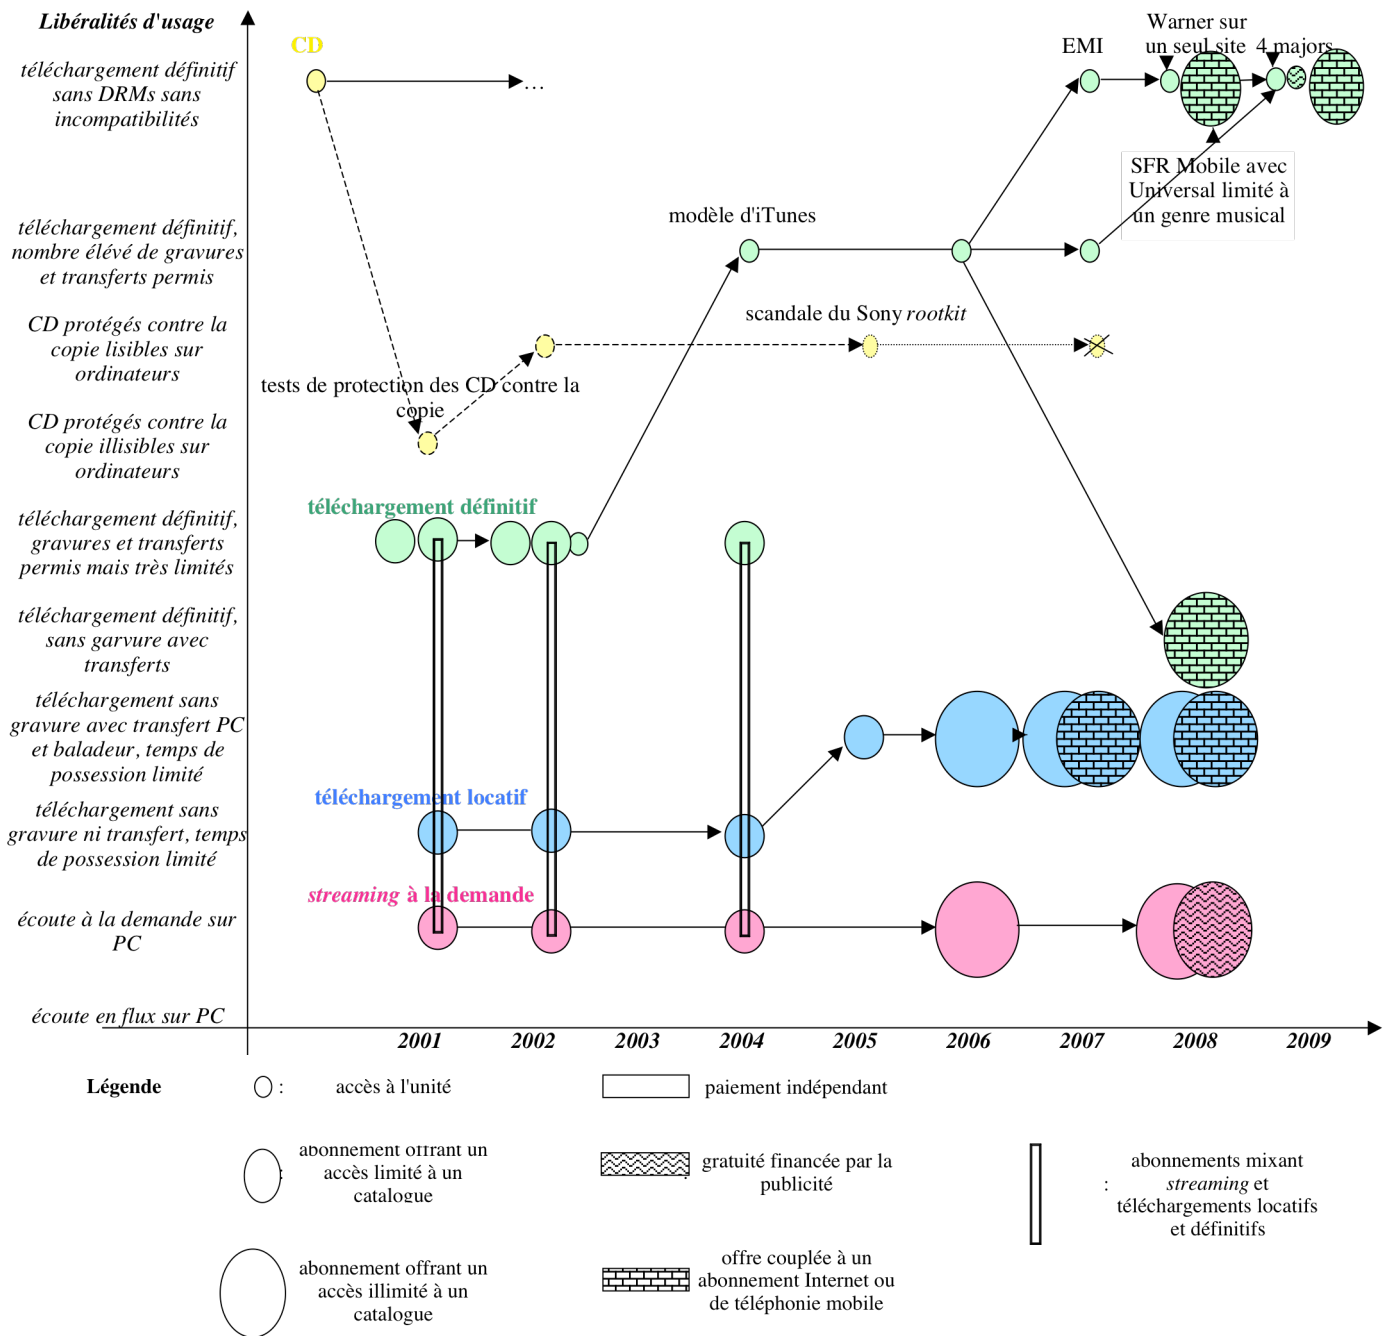 Libéralités d'usage
CD
EMI
Warner sur
un seul site
4 majors
téléchargement définitif
sans DRMs sans
incompatibilités
...
SFR Mobile avec
Universal limité à
un genre musical
modèle d'iTunes
téléchargement définitif,
nombre élévé de gravures
et transferts permis
scandale du Sony rootkit
CD protégés contre la
copie lisibles sur
ordinateurs
tests de protection des CD contre la
copie
CD protégés contre la
copie illisibles sur
ordinateurs
téléchargement définitif
téléchargement définitif,
gravures et transferts
permis mais très limités
téléchargement définitif,
sans garvure avec
transferts
téléchargement sans
gravure avec transfert PC
et baladeur, temps de
possession limité
téléchargement locatif
téléchargement sans
gravure ni transfert, temps
de possession limité
streaming à la demande
écoute à la demande sur
PC
écoute en flux sur PC
2001 2002 2003 2004 2005 2006 2007 2008 2009
Légende
: accès à l'unité
paiement indépendant
: abonnement offrant un
accès limité à un
catalogue
: gratuité financée par la
publicité
: abonnements mixant
streaming et
téléchargements locatifs
et définitifs
abonnement offrant un
accès illimité à un
catalogue
offre couplée à un
abonnement Internet ou
de téléphonie mobile